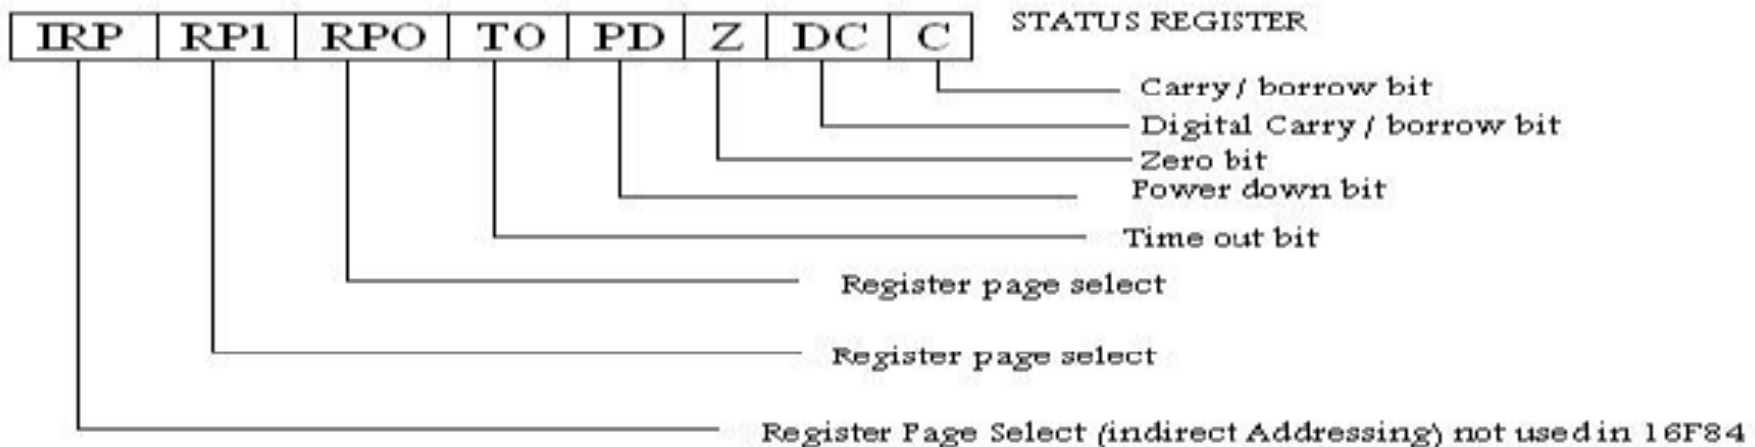 IRP RP1 RPO TO PD Z DC C STATUS REGISTER
Carry / borrow bit
Digital Carry / borrow bit
Zero bit
Power down bit
Time out bit
Register page select
Register page select
Register Page Select (indirect Addressing) not used in 16F84